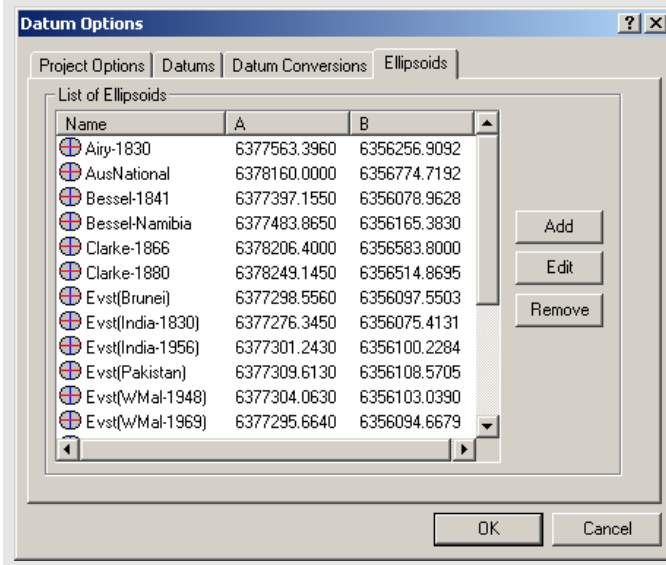 Datum Options
Project Options Datums Datum Conversions Ellipsoids
List of Ellipsoids
Name A B
Airy-1830 6377563.3960 6356256.9092
AusNational 6378160.0000 6356774.7192
Bessel-1841 6377397.1550 6356078.9628
Bessel-Namibia 6377483.8650 6356165.3830
Clarke-1866 6378206.4000 6356583.8000
Clarke-1880 6378249.1450 6356514.8695
Evst(Brunei) 6377298.5560 6356097.5503
Evst(India-1830) 6377276.3450 6356075.4131
Evst(India-1956) 6377301.2430 6356100.2284
Evst(Pakistan) 6377309.6130 6356108.5705
Evst(WMal-1948) 6377304.0630 6356103.0390
Evst(WMal-1969) 6377295.6640 6356094.6679
Add
Edit
Remove
OK Cancel